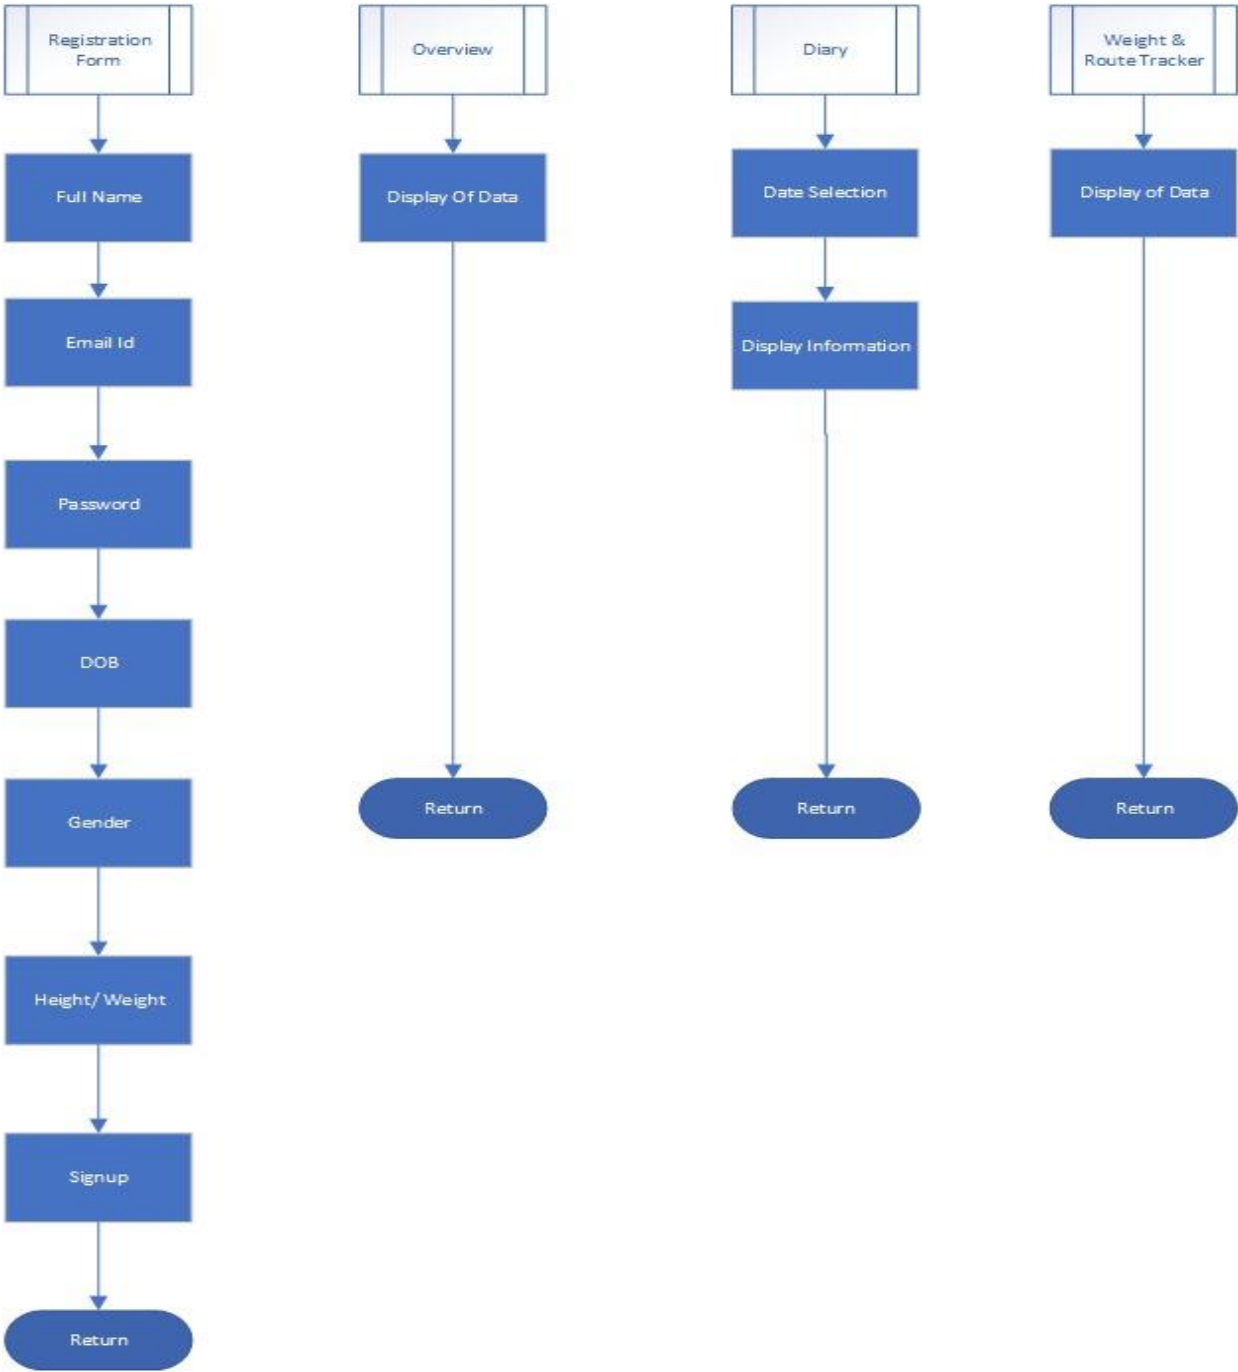 Registration
Form
Full Name
Email Id
Password
DOB
Gender
Height/ Weight
Signup
Return
Overview
Display Of Data
Return
Diary
Date Selection
Display Information
Return
Weight &
Route Tracker
Display of Data
Return